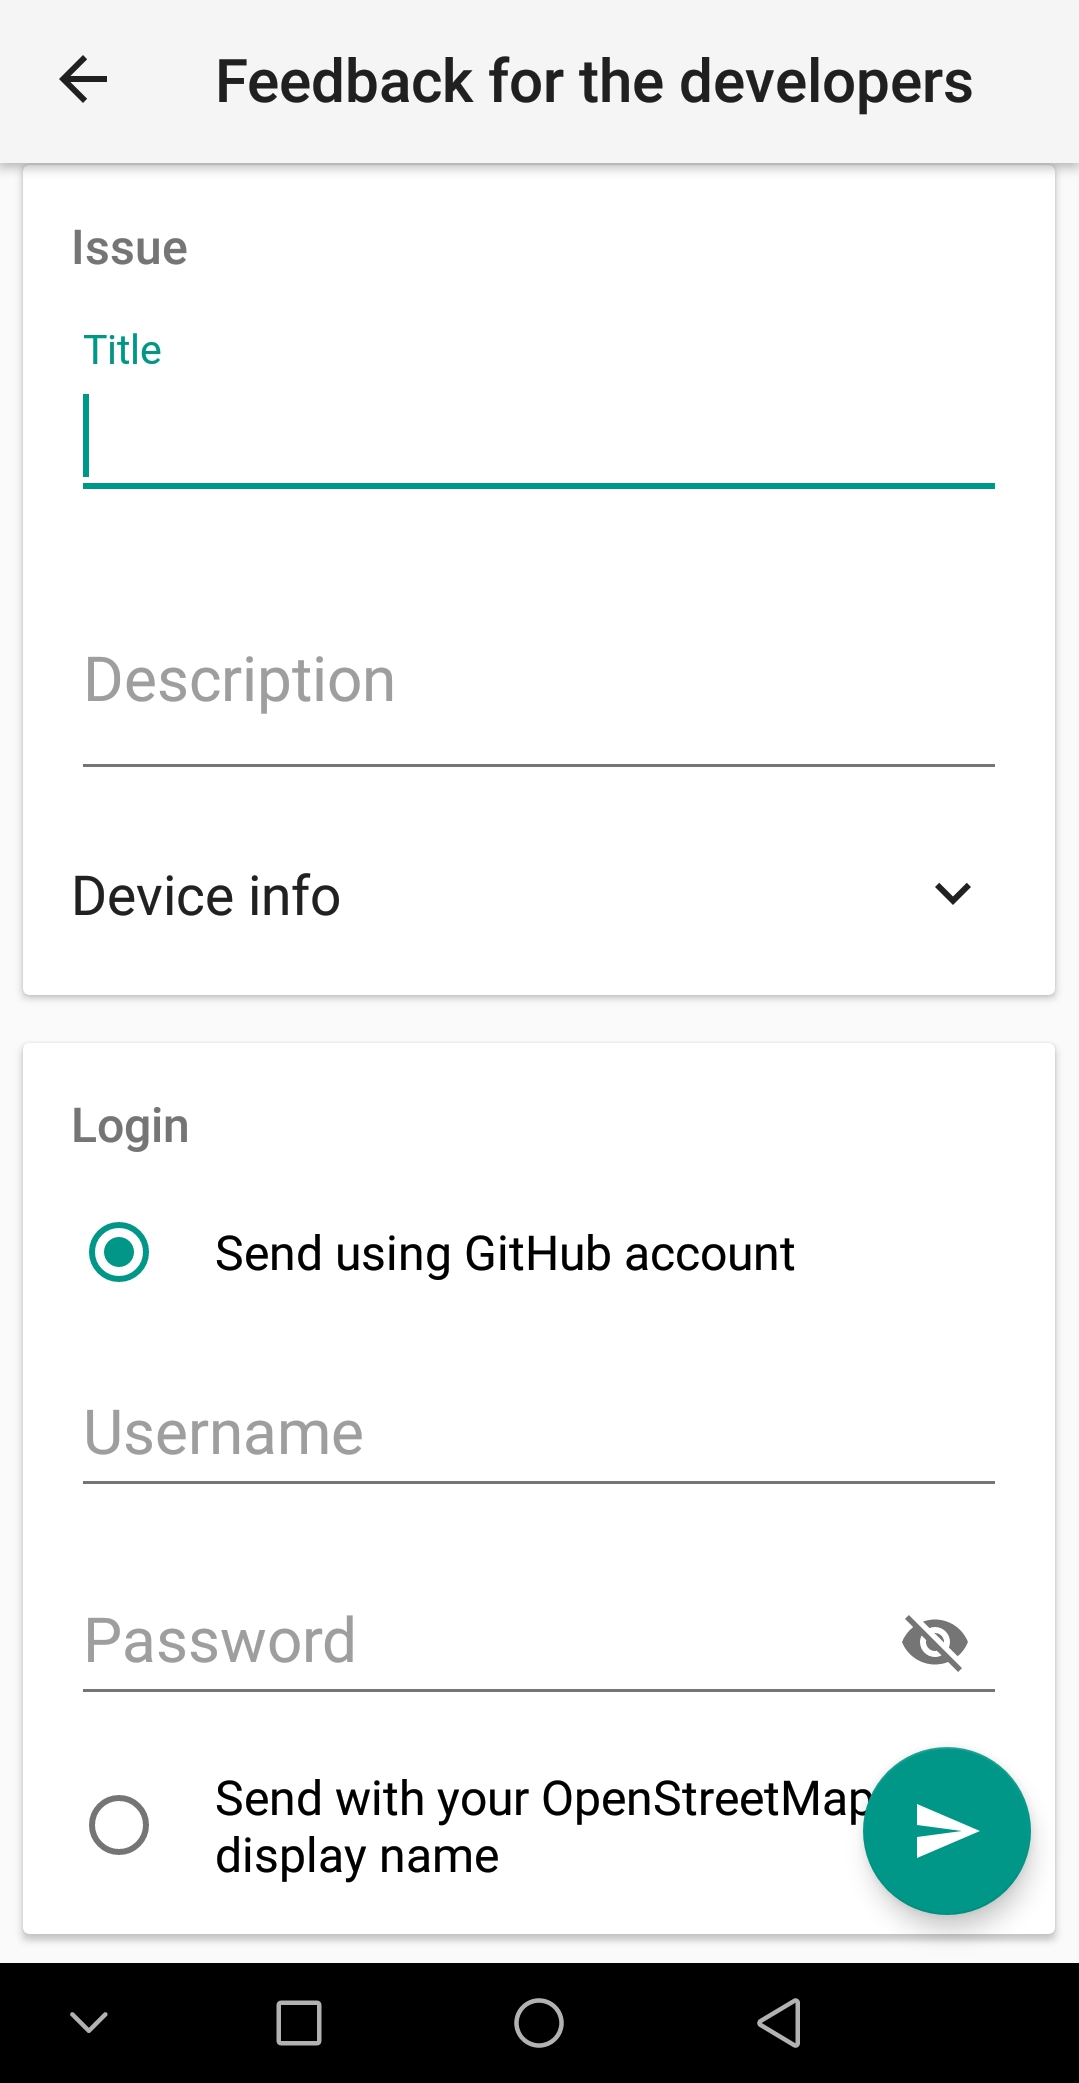 Feedback for the developers
Issue
Title
Description
Device info
Login
Send using GitHub account
Username
Password
Send with your OpenStreetMap
display name